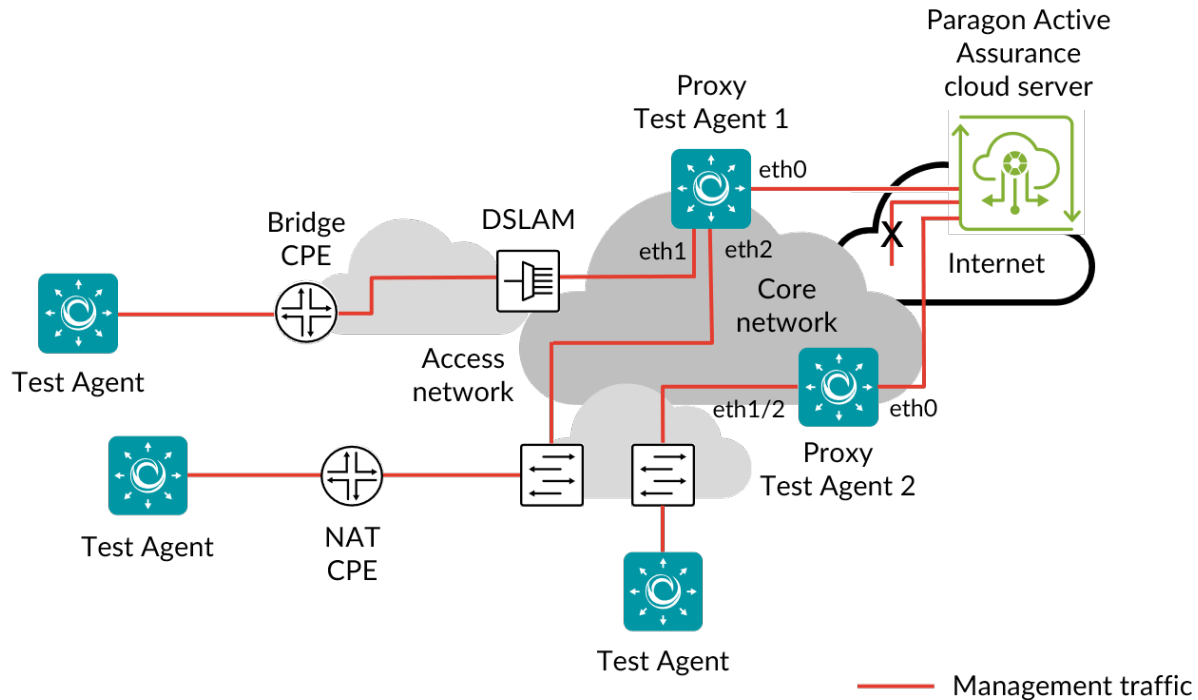 Paragon Active
Assurance
cloud server
Proxy
Test Agent 1
eth0
Bridge
CPE
DSLAM
eth1
eth2
X
Internet
Core
network
Test Agent
Access
network
eth1/2
eth0
Proxy
Test Agent 2
Test Agent
NAT
CPE
Test Agent
Management traffic